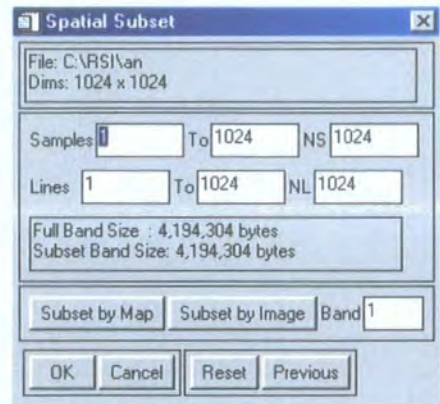 Spatial Subset
File: C:\RSI\an
Dims: 1024 x 1024
Samples 1 To 1024 NS 1024
Lines 1 To 1024 NL 1024
Full Band Size : 4,194,304 bytes
Subset Band Size: 4,194,304 bytes
Subset by Map Subset by Image Band 1
OK Cancel Reset Previous